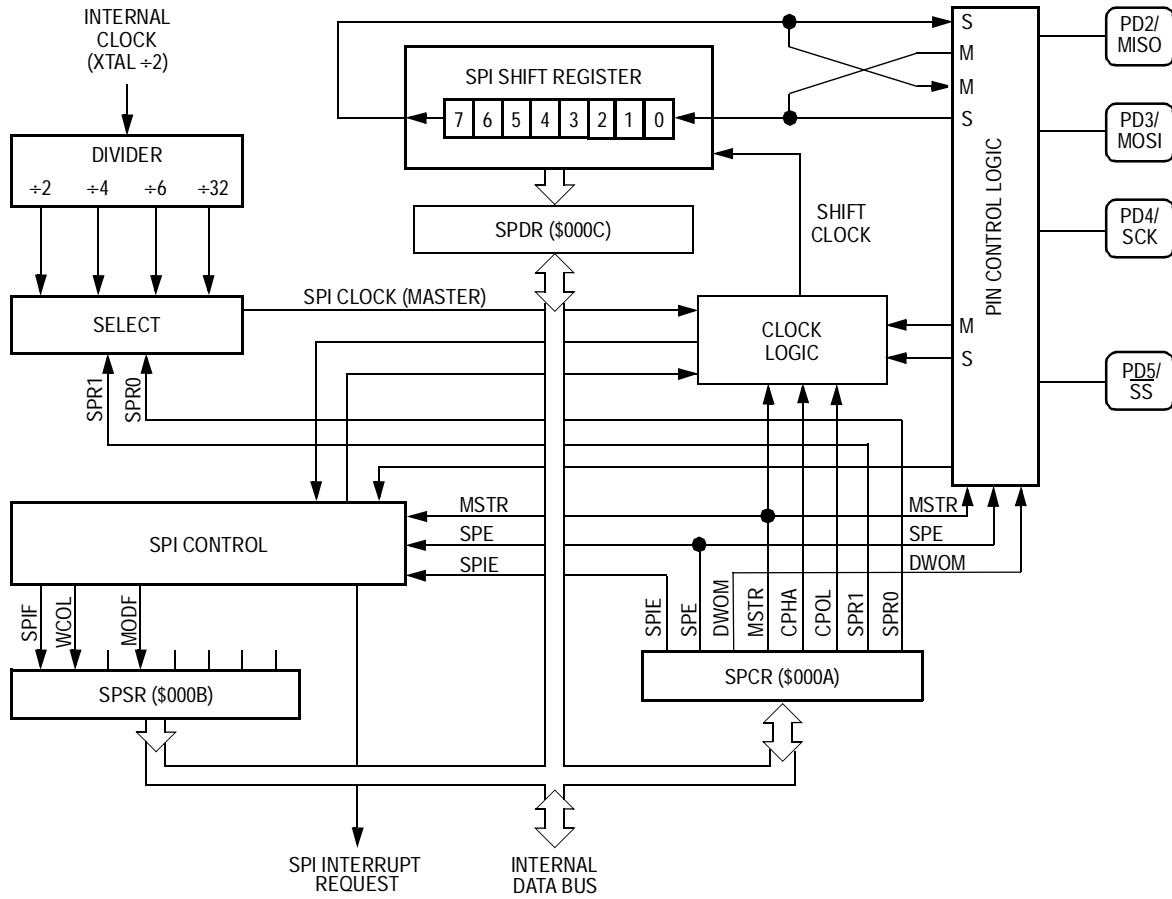 INTERNAL
CLOCK
(XTAL ÷2)
DIVIDER
÷2 ÷4 ÷6 ÷32
SELECT
SPR1
SPR0
SPI SHIFT REGISTER
7 6 5 4 3 2 1 0
SPDR ($000C)
SHIFT
CLOCK
SPI CLOCK (MASTER)
CLOCK
LOGIC
S
M
M
S
M
S
PIN CONTROL LOGIC
PD2/
MISO
PD3/
MOSI
PD4/
SCK
PD5/
SS
SPI CONTROL
MSTR
SPE
SPIE
MSTR
SPE
DWOM
SPIF
WCOL
MODF
SPIE
SPE
DWOM
MSTR
CPHA
CPOL
SPR1
SPR0
SPSR ($000B)
SPCR ($000A)
SPI INTERRUPT
REQUEST
INTERNAL
DATA BUS